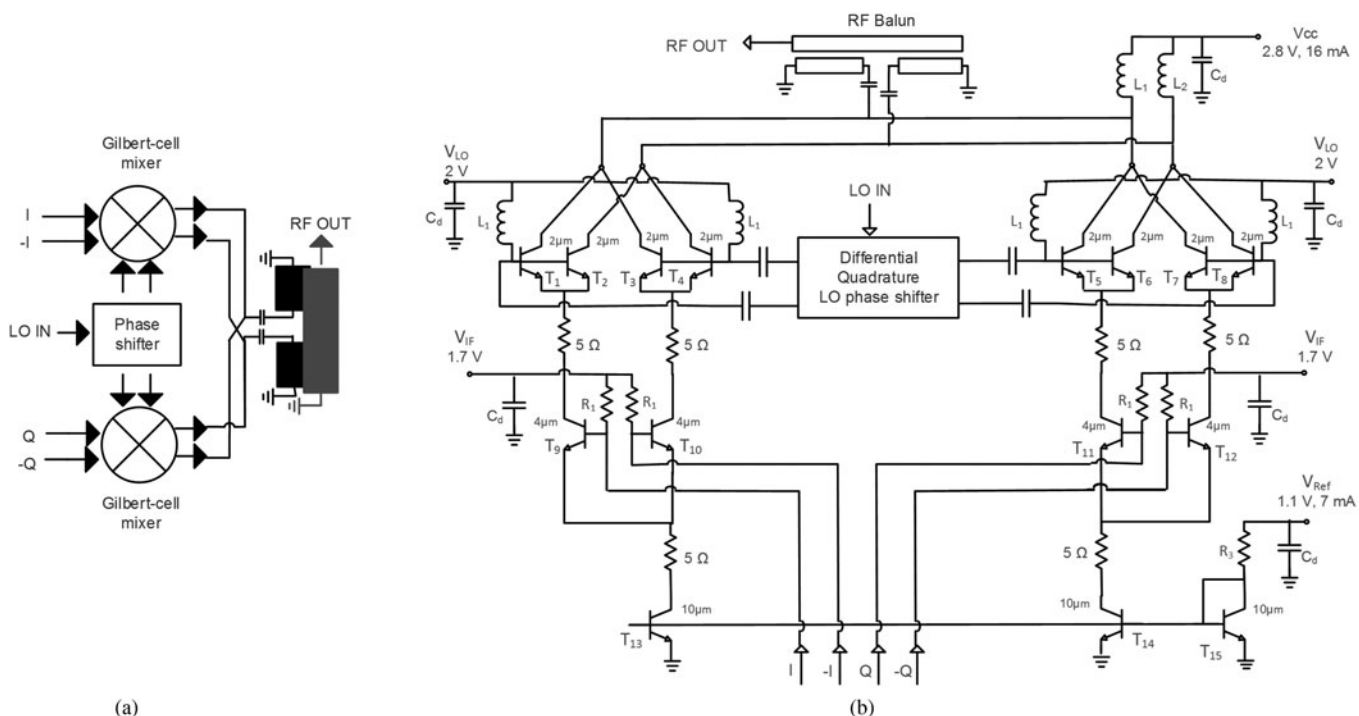 Gilbert-cell
mixer
I
-I
LO IN
Phase
shifter
RF OUT
Q
-Q
Gilbert-cell
mixer
(a)
RF Balun
RF OUT
Vcc
2.8 V, 16 mA
L1
L2
Cd
VLO
2 V
VLO
2 V
Cd
L1
L1
LO IN
L1
L1
Cd
2μm
2μm
2μm
2μm
2μm
2μm
2μm
2μm
T1
T2
T3
T4
Differential
Quadrature
LO phase shifter
T5
T6
T7
T8
5 Ω
5 Ω
5 Ω
5 Ω
VIF
1.7 V
VIF
1.7 V
Cd
R1
R1
R1
R1
Cd
4μm
4μm
4μm
4μm
T9
T10
T11
T12
VRef
1.1 V, 7 mA
5 Ω
5 Ω
R3
Cd
10μm
10μm
10μm
T13
T14
T15
I
-I
Q
-Q
(b)